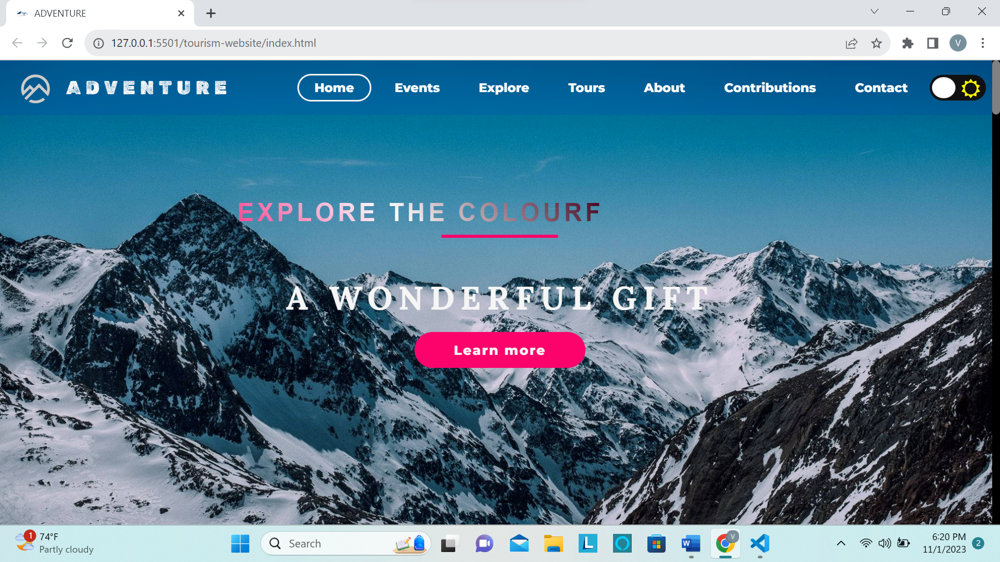 ADVENTURE
127.0.0.1:5501/tourism-website/index.html
V
ADVENTURE
Home Events Explore Tours About Contributions Contact
EXPLORE THE COLOURF
A WONDERFUL GIFT
Learn more
1
74°F
Partly cloudy
Search
L
W
V
6:20 PM
11/1/2023
2